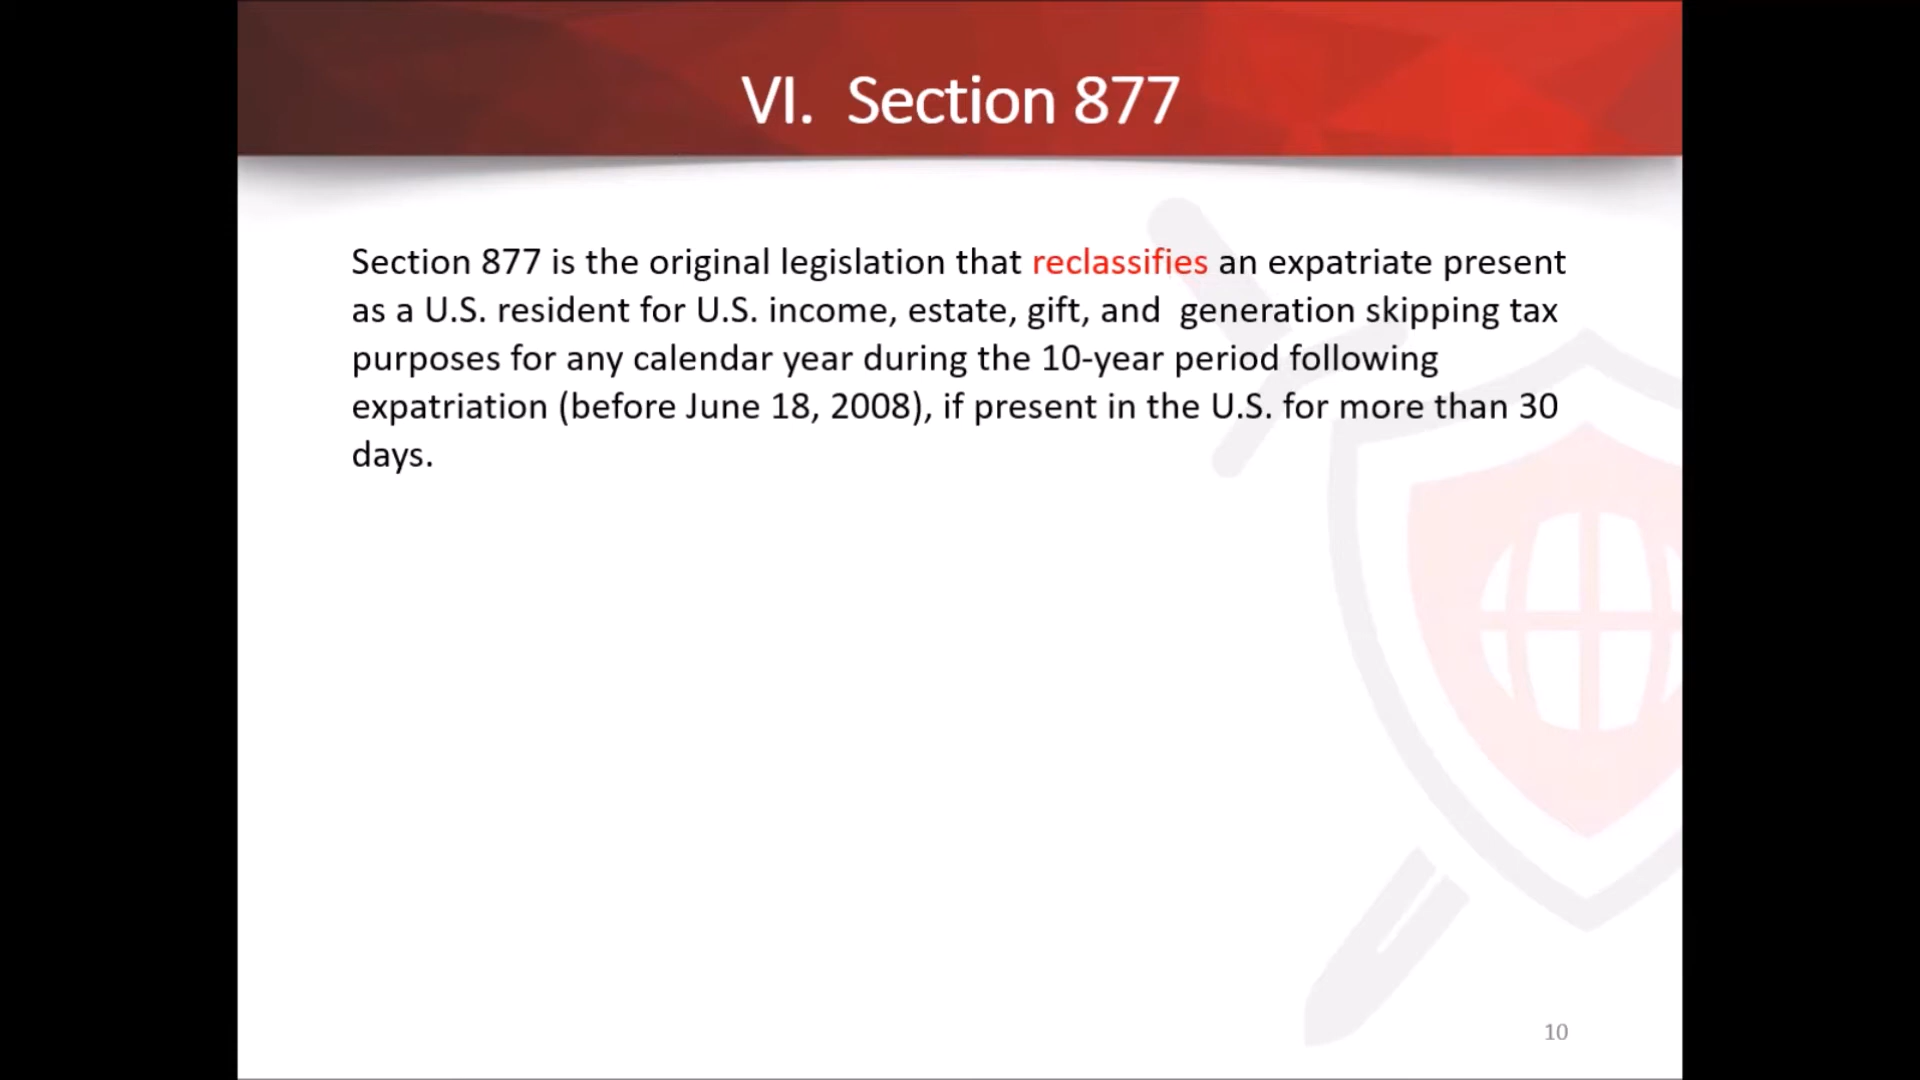 VI.  Section 877
Section 877 is the original legislation that reclassifies an expatriate present
as a U.S. resident for U.S. income, estate, gift, and  generation skipping tax
purposes for any calendar year during the 10-year period following
expatriation (before June 18, 2008), if present in the U.S. for more than 30
days.
10